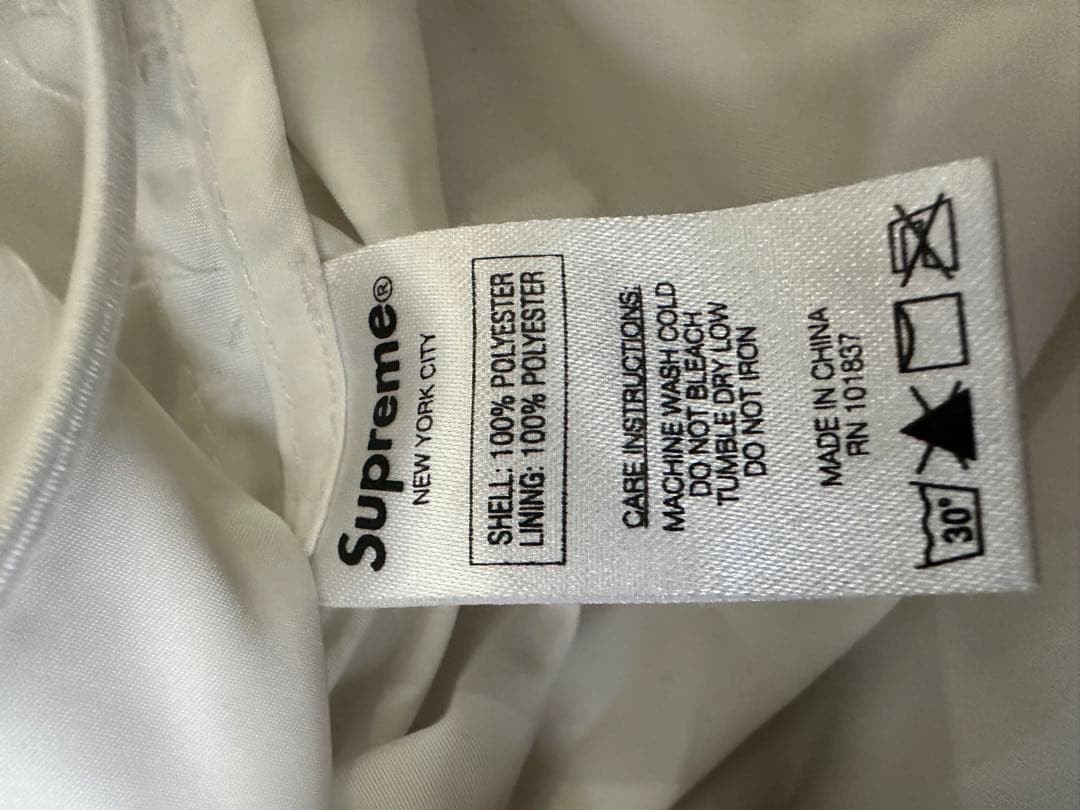 Supreme®
NEW YORK CITY
SHELL: 100% POLYESTER
LINING: 100% POLYESTER
CARE INSTRUCTIONS:
MACHINE WASH COLD
DO NOT BLEACH
TUMBLE DRY LOW
DO NOT IRON
MADE IN CHINA
RN 101837
30°